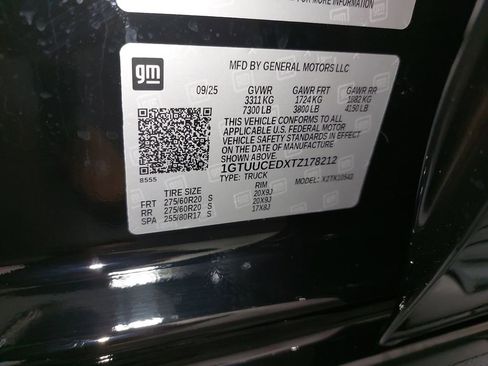 MORE INFORMATION
gm
MFD BY GENERAL MOTORS LLC
09/25 GVWR GAWR FRT GAWR RR
3311 KG 1724 KG 1882 KG
7300 LB 3800 LB 4150 LB
THIS VEHICLE CONFORMS TO ALL
APPLICABLE U.S. FEDERAL MOTOR
VEHICLE SAFETY STANDARDS IN EFFECT
ON THE DATE OF MANUFACTURE
SHOWN ABOVE.
1GTUUCEDXTZ178212
TYPE: TRUCK MODEL: X2TK10543
8555
TIRE SIZE RIM
FRT 275/60R20 S 20X9J
RR 275/60R20 S 20X9J
SPA 255/80R17 S 17X8J